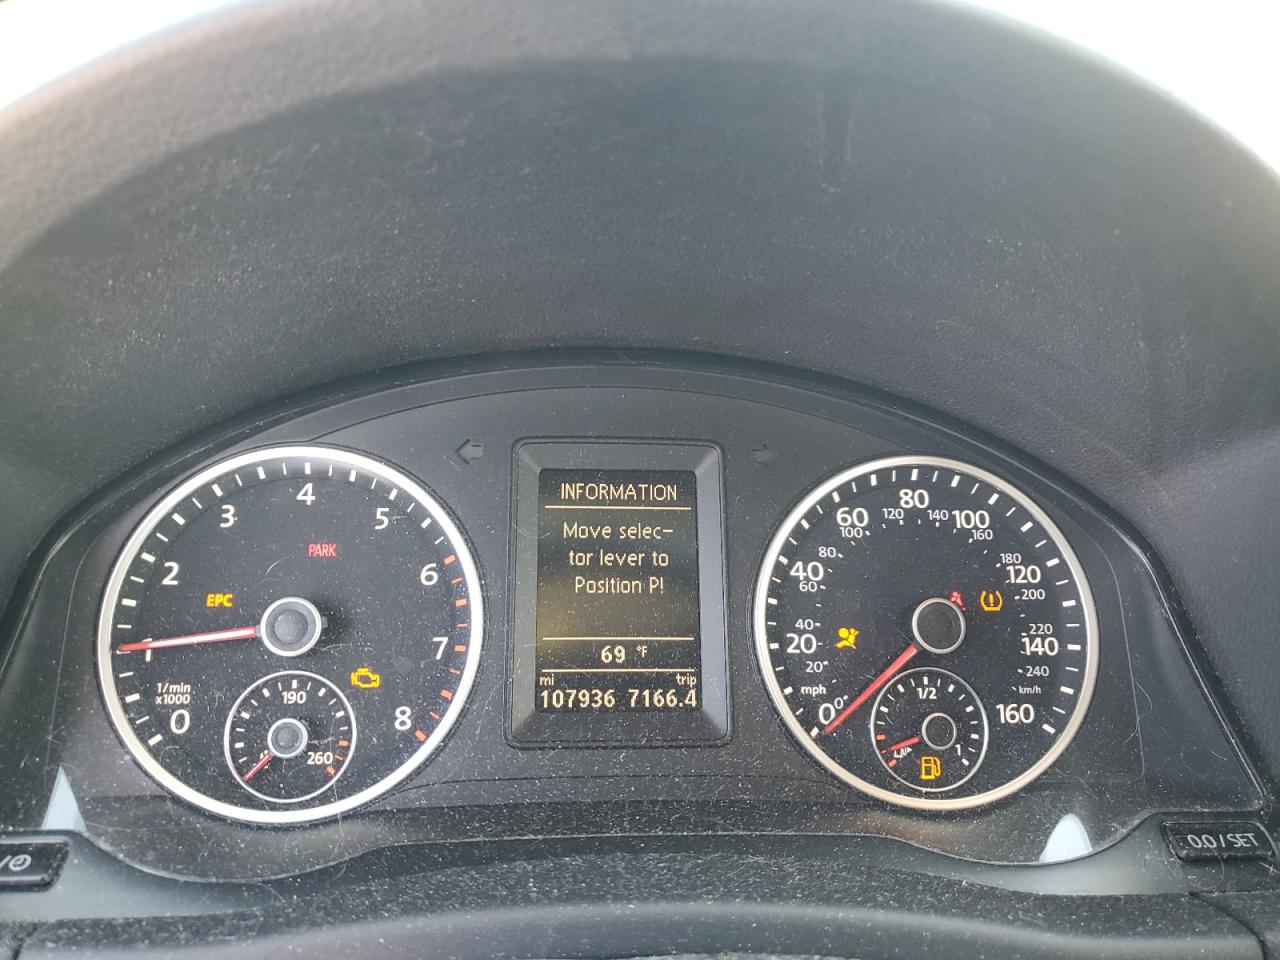 4
3
5
PARK
2
6
EPC
1
7
1/min
x1000
190
0
8
260
INFORMATION
Move selec-
tor lever to
Position P!
69 °F
mi trip
107936 7166.4
80
60 120 140 100
100 160
80 180
40 120
60 200
40 220
20 140
20 240
mph 1/2 km/h
0 0 160
1
0.0/SET